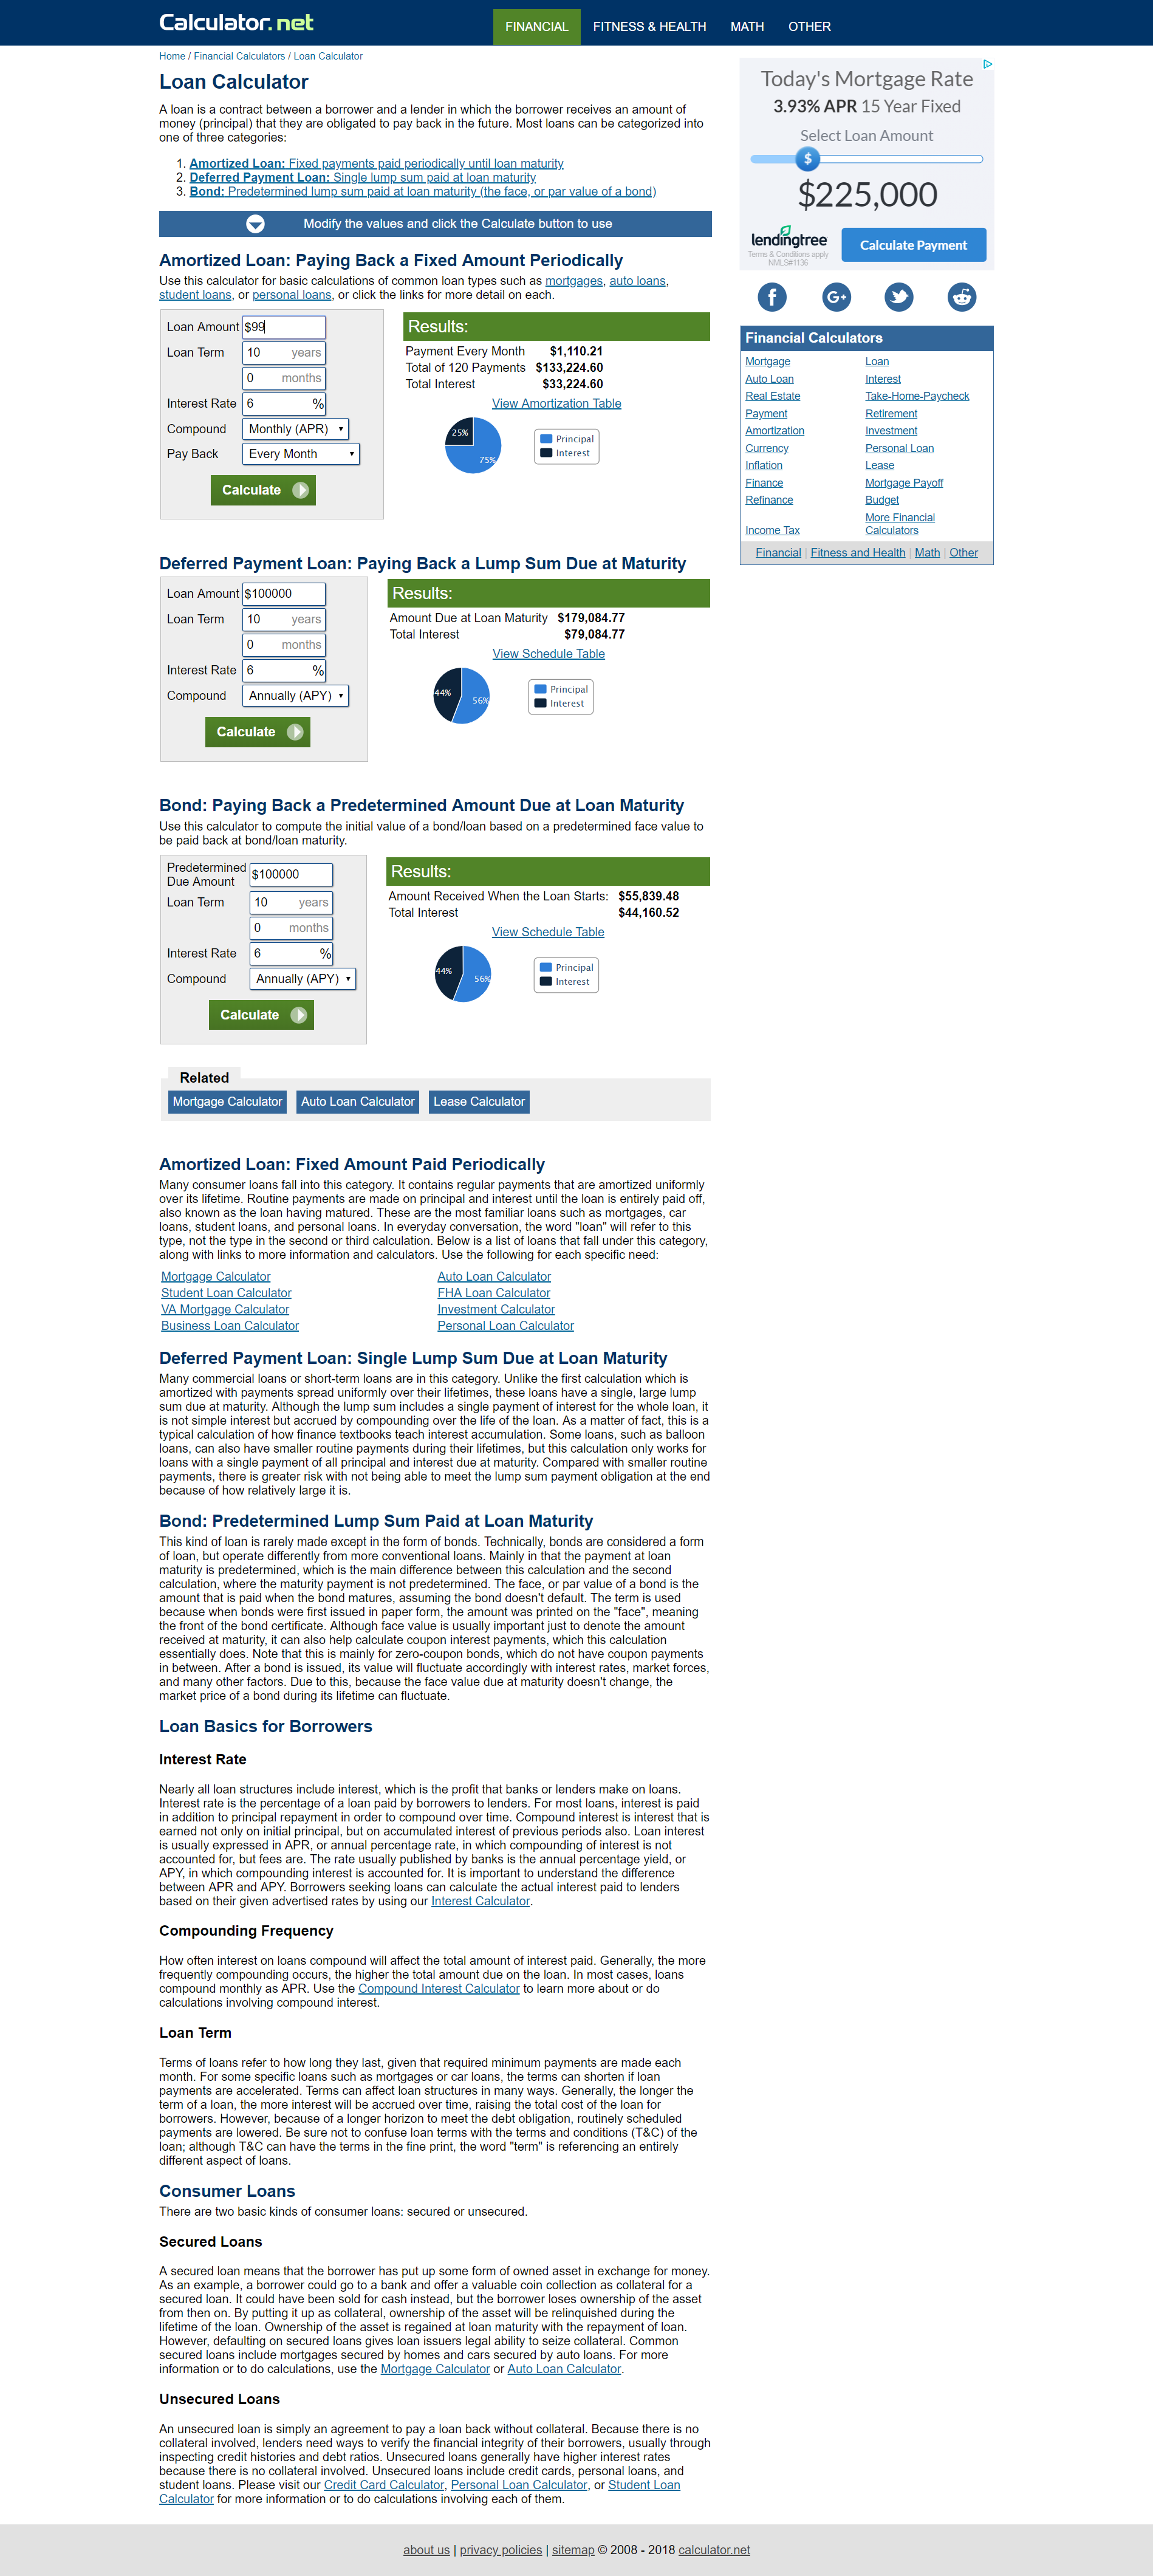 Calculator.net
FINANCIAL FITNESS & HEALTH MATH OTHER
Home / Financial Calculators / Loan Calculator
Loan Calculator
A loan is a contract between a borrower and a lender in which the borrower receives an amount of
money (principal) that they are obligated to pay back in the future. Most loans can be categorized into
one of three categories:
1. Amortized Loan: Fixed payments paid periodically until loan maturity
2. Deferred Payment Loan: Single lump sum paid at loan maturity
3. Bond: Predetermined lump sum paid at loan maturity (the face, or par value of a bond)
Modify the values and click the Calculate button to use
Amortized Loan: Paying Back a Fixed Amount Periodically
Use this calculator for basic calculations of common loan types such as mortgages, auto loans,
student loans, or personal loans, or click the links for more detail on each.
Loan Amount $99
Loan Term 10 years
0 months
Interest Rate 6 %
Compound Monthly (APR)
Pay Back Every Month
Calculate
Results:
Payment Every Month $1,110.21
Total of 120 Payments $133,224.60
Total Interest $33,224.60
View Amortization Table
25%
75%
Principal
Interest
Deferred Payment Loan: Paying Back a Lump Sum Due at Maturity
Loan Amount $100000
Loan Term 10 years
0 months
Interest Rate 6 %
Compound Annually (APY)
Calculate
Results:
Amount Due at Loan Maturity $179,084.77
Total Interest $79,084.77
View Schedule Table
44%
56%
Principal
Interest
Bond: Paying Back a Predetermined Amount Due at Loan Maturity
Use this calculator to compute the initial value of a bond/loan based on a predetermined face value to
be paid back at bond/loan maturity.
Predetermined
Due Amount $100000
Loan Term 10 years
0 months
Interest Rate 6 %
Compound Annually (APY)
Calculate
Results:
Amount Received When the Loan Starts: $55,839.48
Total Interest $44,160.52
View Schedule Table
44%
56%
Principal
Interest
Related
Mortgage Calculator Auto Loan Calculator Lease Calculator
Amortized Loan: Fixed Amount Paid Periodically
Many consumer loans fall into this category. It contains regular payments that are amortized uniformly
over its lifetime. Routine payments are made on principal and interest until the loan is entirely paid off,
also known as the loan having matured. These are the most familiar loans such as mortgages, car
loans, student loans, and personal loans. In everyday conversation, the word "loan" will refer to this
type, not the type in the second or third calculation. Below is a list of loans that fall under this category,
along with links to more information and calculators. Use the following for each specific need:
Mortgage Calculator Auto Loan Calculator
Student Loan Calculator FHA Loan Calculator
VA Mortgage Calculator Investment Calculator
Business Loan Calculator Personal Loan Calculator
Deferred Payment Loan: Single Lump Sum Due at Loan Maturity
Many commercial loans or short-term loans are in this category. Unlike the first calculation which is
amortized with payments spread uniformly over their lifetimes, these loans have a single, large lump
sum due at maturity. Although the lump sum includes a single payment of interest for the whole loan, it
is not simple interest but accrued by compounding over the life of the loan. As a matter of fact, this is a
typical calculation of how finance textbooks teach interest accumulation. Some loans, such as balloon
loans, can also have smaller routine payments during their lifetimes, but this calculation only works for
loans with a single payment of all principal and interest due at maturity. Compared with smaller routine
payments, there is greater risk with not being able to meet the lump sum payment obligation at the end
because of how relatively large it is.
Bond: Predetermined Lump Sum Paid at Loan Maturity
This kind of loan is rarely made except in the form of bonds. Technically, bonds are considered a form
of loan, but operate differently from more conventional loans. Mainly in that the payment at loan
maturity is predetermined, which is the main difference between this calculation and the second
calculation, where the maturity payment is not predetermined. The face, or par value of a bond is the
amount that is paid when the bond matures, assuming the bond doesn't default. The term is used
because when bonds were first issued in paper form, the amount was printed on the "face", meaning
the front of the bond certificate. Although face value is usually important just to denote the amount
received at maturity, it can also help calculate coupon interest payments, which this calculation
essentially does. Note that this is mainly for zero-coupon bonds, which do not have coupon payments
in between. After a bond is issued, its value will fluctuate accordingly with interest rates, market forces,
and many other factors. Due to this, because the face value due at maturity doesn't change, the
market price of a bond during its lifetime can fluctuate.
Loan Basics for Borrowers
Interest Rate
Nearly all loan structures include interest, which is the profit that banks or lenders make on loans.
Interest rate is the percentage of a loan paid by borrowers to lenders. For most loans, interest is paid
in addition to principal repayment in order to compound over time. Compound interest is interest that is
earned not only on initial principal, but on accumulated interest of previous periods also. Loan interest
is usually expressed in APR, or annual percentage rate, in which compounding of interest is not
accounted for, but fees are. The rate usually published by banks is the annual percentage yield, or
APY, in which compounding interest is accounted for. It is important to understand the difference
between APR and APY. Borrowers seeking loans can calculate the actual interest paid to lenders
based on their given advertised rates by using our Interest Calculator.
Compounding Frequency
How often interest on loans compound will affect the total amount of interest paid. Generally, the more
frequently compounding occurs, the higher the total amount due on the loan. In most cases, loans
compound monthly as APR. Use the Compound Interest Calculator to learn more about or do
calculations involving compound interest.
Loan Term
Terms of loans refer to how long they last, given that required minimum payments are made each
month. For some specific loans such as mortgages or car loans, the terms can shorten if loan
payments are accelerated. Terms can affect loan structures in many ways. Generally, the longer the
term of a loan, the more interest will be accrued over time, raising the total cost of the loan for
borrowers. However, because of a longer horizon to meet the debt obligation, routinely scheduled
payments are lowered. Be sure not to confuse loan terms with the terms and conditions (T&C) of the
loan; although T&C can have the terms in the fine print, the word "term" is referencing an entirely
different aspect of loans.
Consumer Loans
There are two basic kinds of consumer loans: secured or unsecured.
Secured Loans
A secured loan means that the borrower has put up some form of owned asset in exchange for money.
As an example, a borrower could go to a bank and offer a valuable coin collection as collateral for a
secured loan. It could have been sold for cash instead, but the borrower loses ownership of the asset
from then on. By putting it up as collateral, ownership of the asset will be relinquished during the
lifetime of the loan. Ownership of the asset is regained at loan maturity with the repayment of loan.
However, defaulting on secured loans gives loan issuers legal ability to seize collateral. Common
secured loans include mortgages secured by homes and cars secured by auto loans. For more
information or to do calculations, use the Mortgage Calculator or Auto Loan Calculator.
Unsecured Loans
An unsecured loan is simply an agreement to pay a loan back without collateral. Because there is no
collateral involved, lenders need ways to verify the financial integrity of their borrowers, usually through
inspecting credit histories and debt ratios. Unsecured loans generally have higher interest rates
because there is no collateral involved. Unsecured loans include credit cards, personal loans, and
student loans. Please visit our Credit Card Calculator, Personal Loan Calculator, or Student Loan
Calculator for more information or to do calculations involving each of them.
Today's Mortgage Rate
3.93% APR 15 Year Fixed
Select Loan Amount
$
$225,000
lendingtree
Terms & Conditions apply
NMLS#1136
Calculate Payment
f G+
Financial Calculators
Mortgage Loan
Auto Loan Interest
Real Estate Take-Home-Paycheck
Payment Retirement
Amortization Investment
Currency Personal Loan
Inflation Lease
Finance Mortgage Payoff
Refinance Budget
Income Tax More Financial
Calculators
Financial | Fitness and Health | Math | Other
about us | privacy policies | sitemap © 2008 - 2018 calculator.net